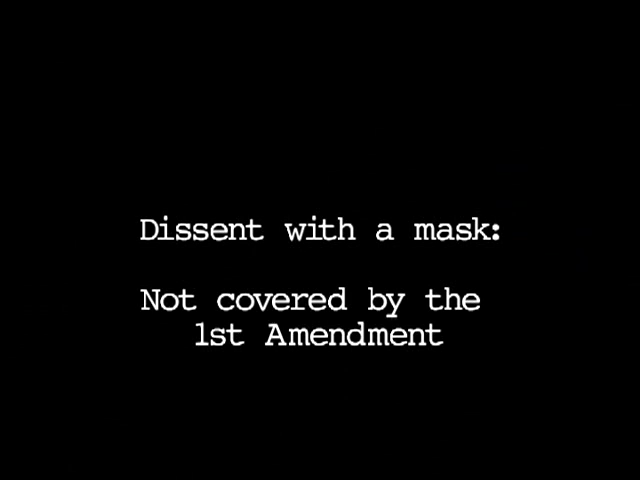 Dissent with a mask:
Not covered by the
1st Amendment